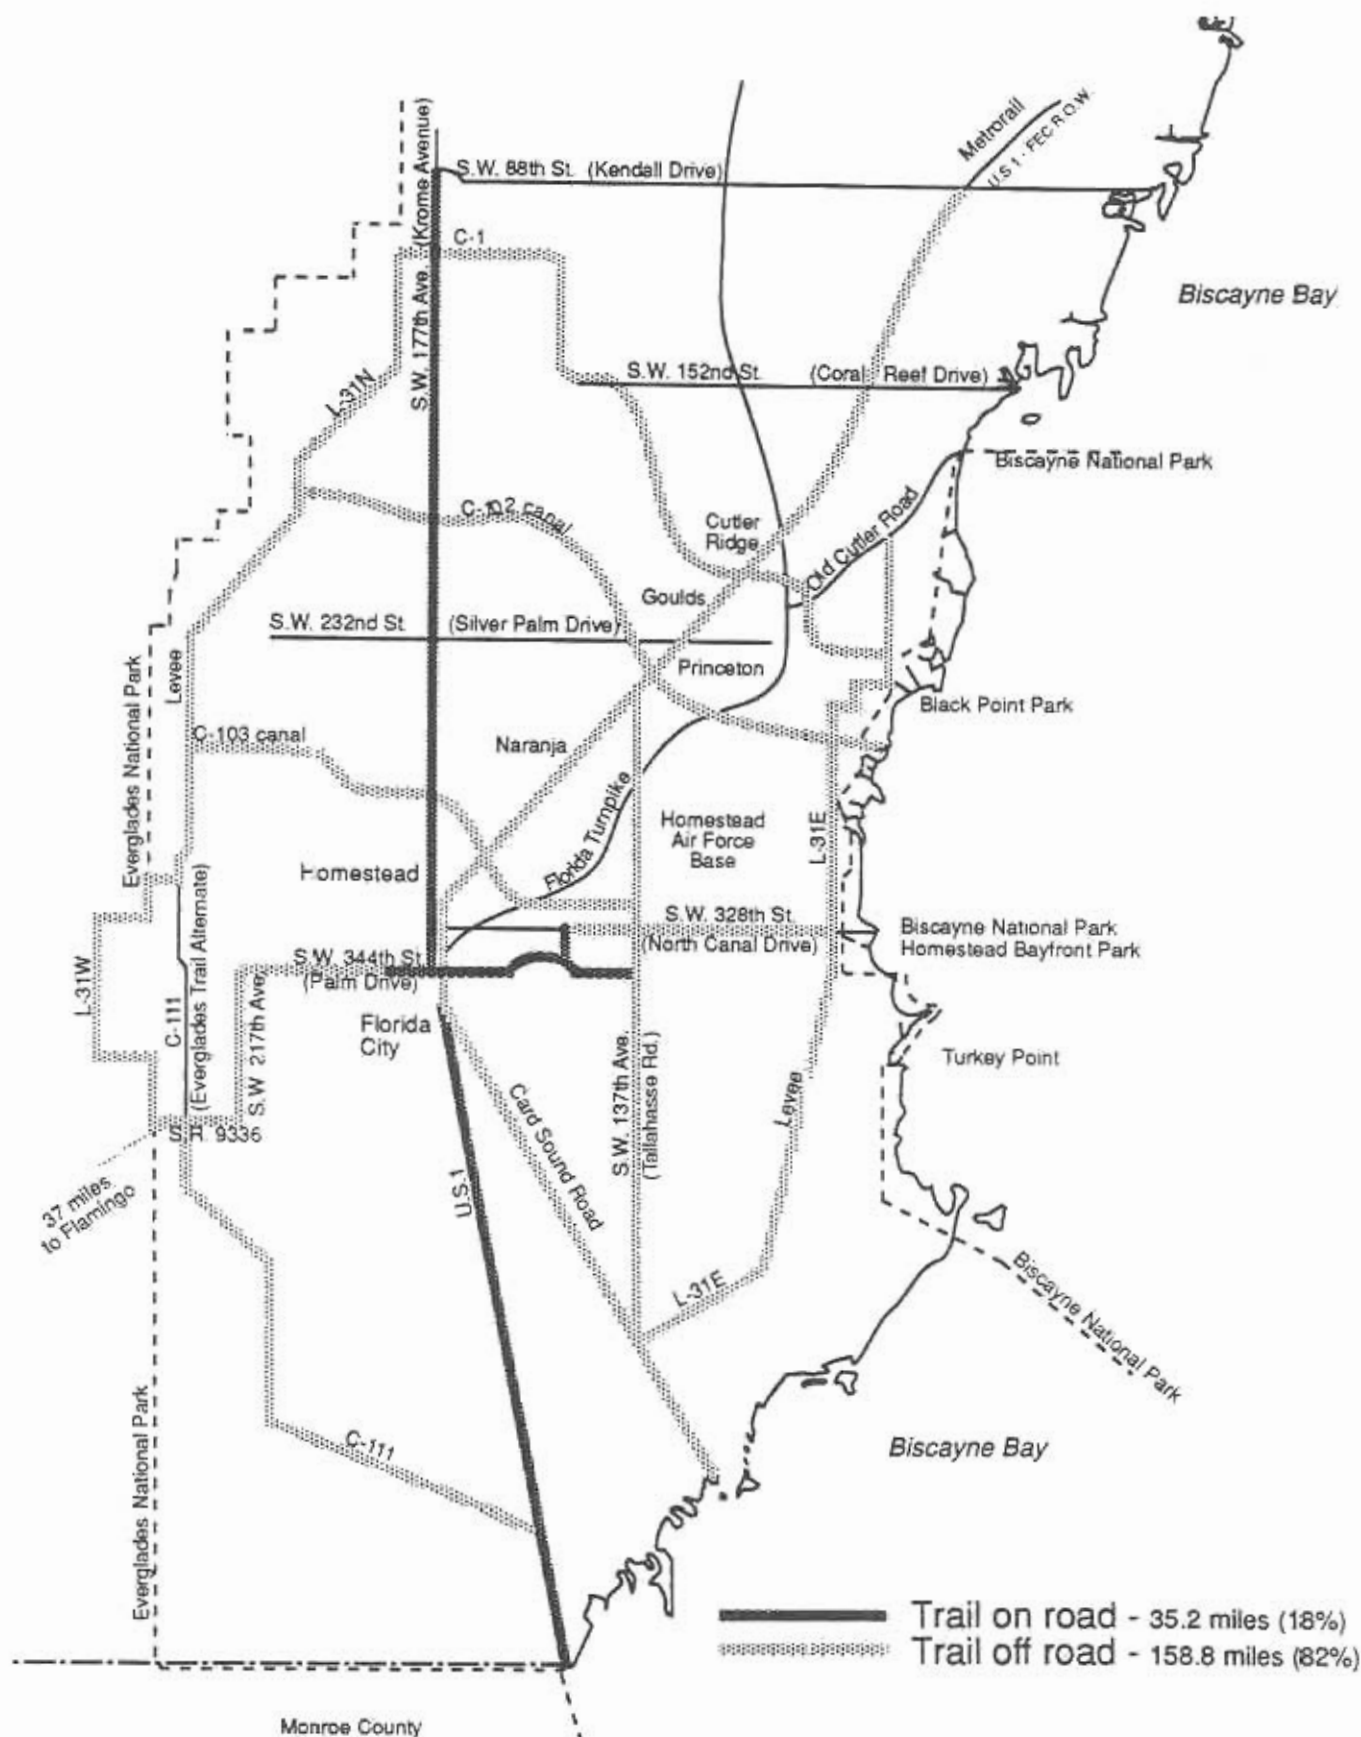 Metrorail
U.S 1 - FEC R.O.W.
S.W. 88th St. (Kendall Drive)
S.W. 177th Ave. (Krome Avenue)
C-1
Biscayne Bay
L-31N
S.W. 152nd St. (Coral Reef Drive)
Biscayne National Park
C-102 canal
Cutler
Ridge
Old Cutler Road
Goulds
S.W. 232nd St. (Silver Palm Drive)
Princeton
Levee
Everglades National Park
Black Point Park
C-103 canal
Naranja
Florida Turnpike
Homestead
Air Force
Base
L-31E
Homestead
S.W. 328th St.
(North Canal Drive)
Biscayne National Park
Homestead Bayfront Park
S.W. 344th St.
(Palm Drive)
L-31W
C-111
(Everglades Trail Alternate)
S.W. 217th Ave.
Florida
City
Turkey Point
S.W. 137th Ave.
(Tallahasse Rd.)
Card Sound Road
Levee
S.R. 9336
37 miles
to Flamingo
U.S.1
L-31E
Biscayne National Park
C-111
Everglades National Park
Biscayne Bay
Trail on road - 35.2 miles (18%)
Trail off road - 158.8 miles (82%)
Monroe County